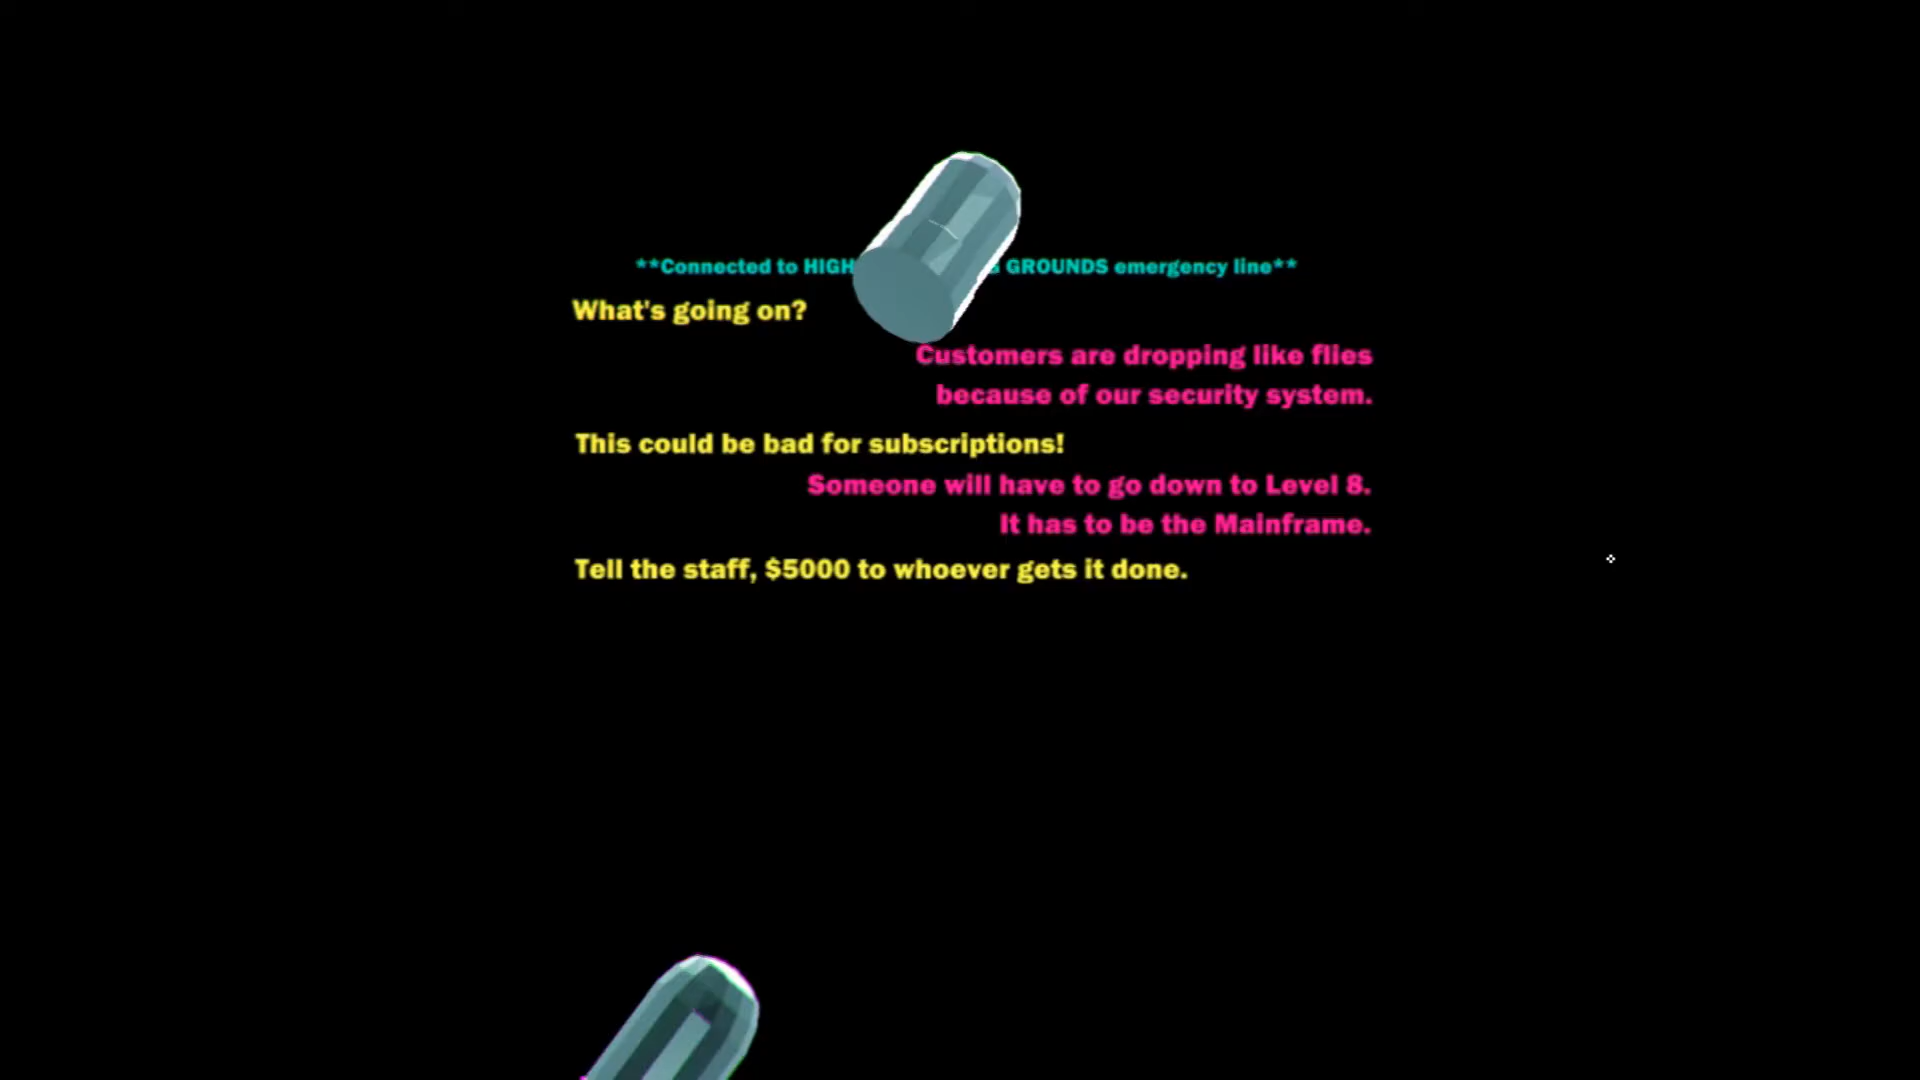 **Connected to HIGH GROUNDS emergency line**
What's going on?
Customers are dropping like flies
because of our security system.
This could be bad for subscriptions!
Someone will have to go down to Level 8.
It has to be the Mainframe.
Tell the staff, $5000 to whoever gets it done.